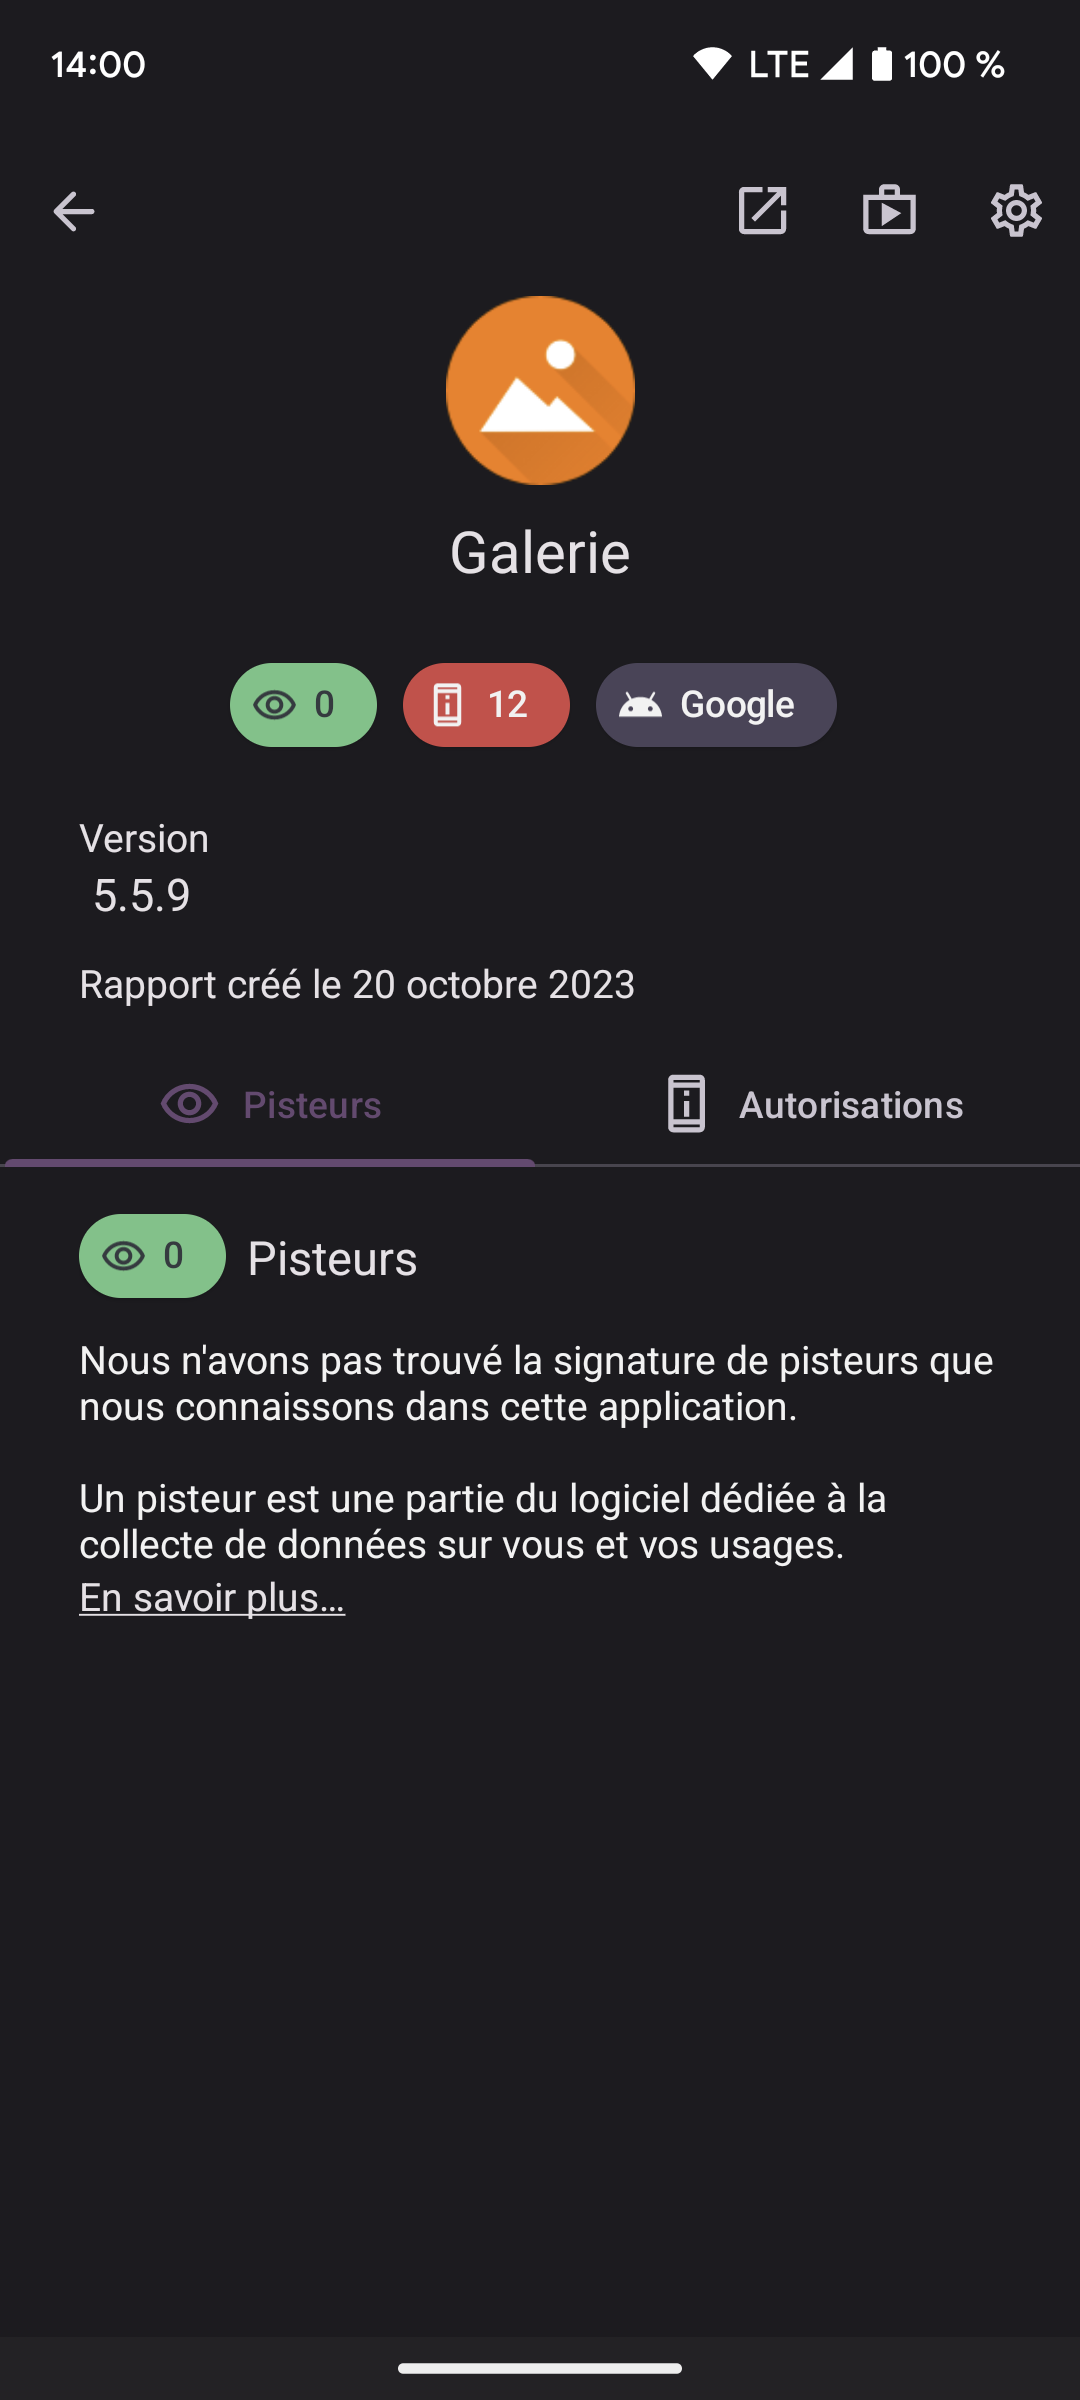 14:00 LTE 100 %
Galerie
0 12 Google
Version
5.5.9
Rapport créé le 20 octobre 2023
Pisteurs Autorisations
0 Pisteurs
Nous n'avons pas trouvé la signature de pisteurs que
nous connaissons dans cette application.
Un pisteur est une partie du logiciel dédiée à la
collecte de données sur vous et vos usages.
En savoir plus…